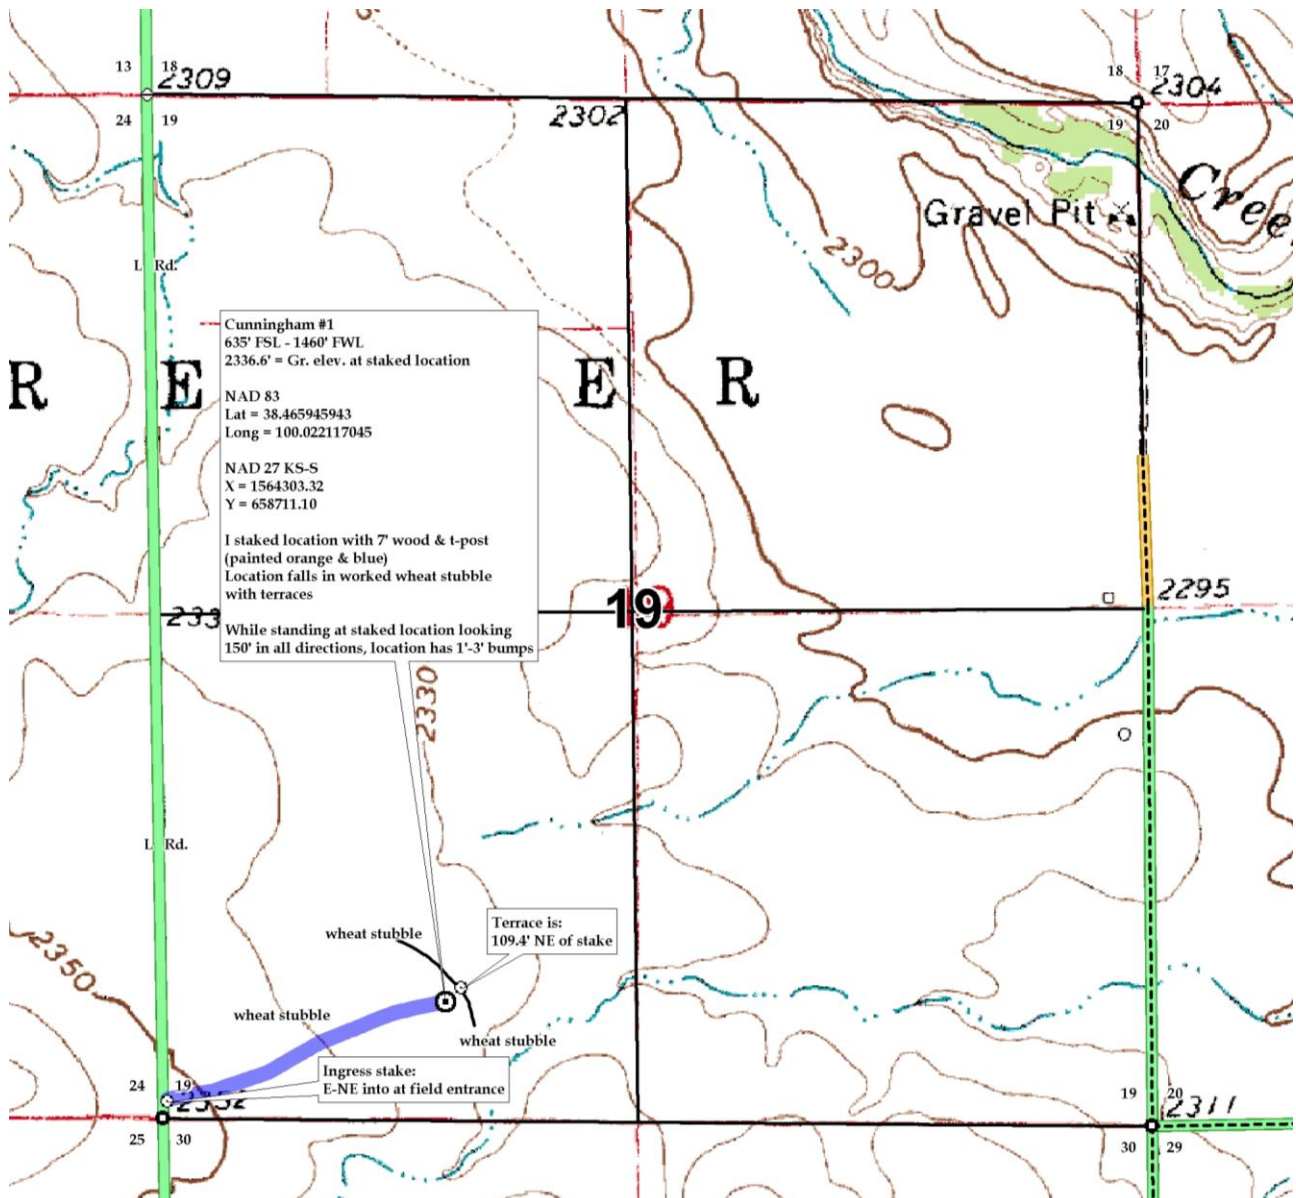 13 18
2309
18 17
2304
24 19
2302
19 20
Cree
Gravel Pit
2300
L Rd.
Cunningham #1
635' FSL - 1460' FWL
2336.6' = Gr. elev. at staked location
NAD 83
Lat = 38.465945943
Long = 100.022117045
NAD 27 KS-S
X = 1564303.32
Y = 658711.10
I staked location with 7' wood & t-post
(painted orange & blue)
Location falls in worked wheat stubble
with terraces
While standing at staked location looking
150' in all directions, location has 1'-3' bumps
R E E R
19
2295
233
2330
L Rd.
Terrace is:
109.4' NE of stake
wheat stubble
2350
wheat stubble
wheat stubble
Ingress stake:
E-NE into at field entrance
24 19
2352
19 20
2311
25 30
30 29